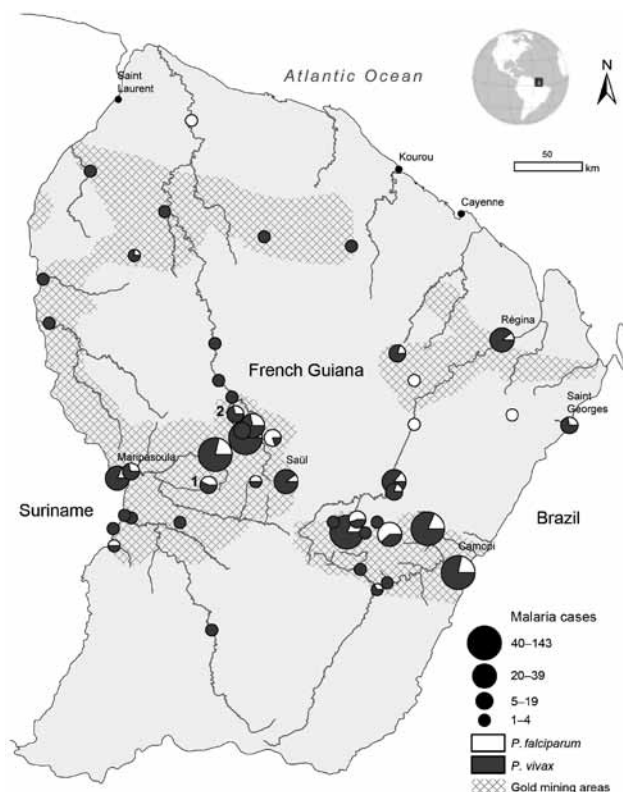 Atlantic Ocean
N
Saint
Laurent
50
km
Kourou
Cayenne
Régina
French Guiana
Saint
Georges
2
Maripasoula
1
Saül
Suriname
Brazil
Camopi
Malaria cases
40–143
20–39
5–19
1–4
P. falciparum
P. vivax
Gold mining areas